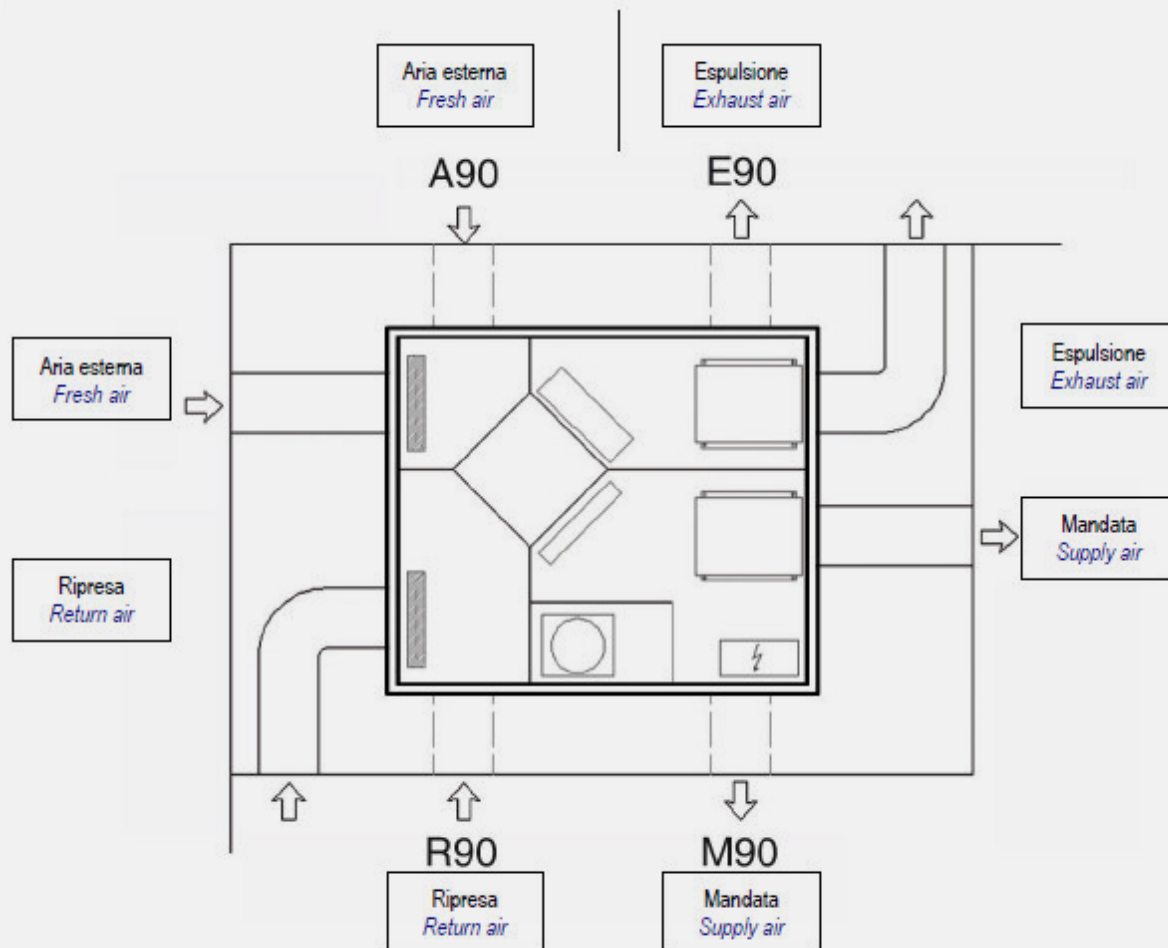 Aria esterna
Fresh air
Espulsione
Exhaust air
A90
E90
Aria esterna
Fresh air
Espulsione
Exhaust air
Mandata
Supply air
Ripresa
Return air
R90
M90
Ripresa
Return air
Mandata
Supply air